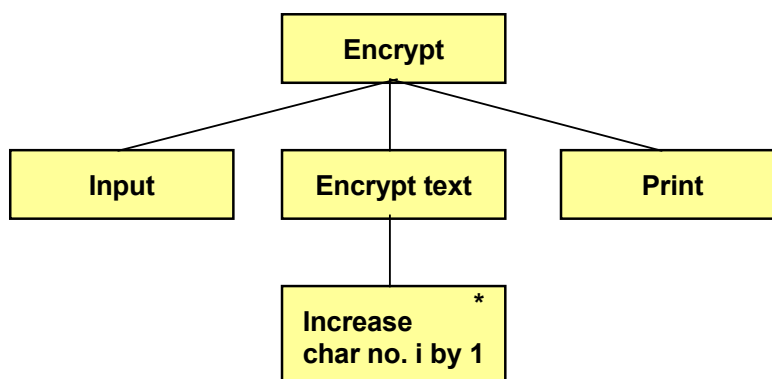 Encrypt
Input
Encrypt text
Print
*
Increase
char no. i by 1